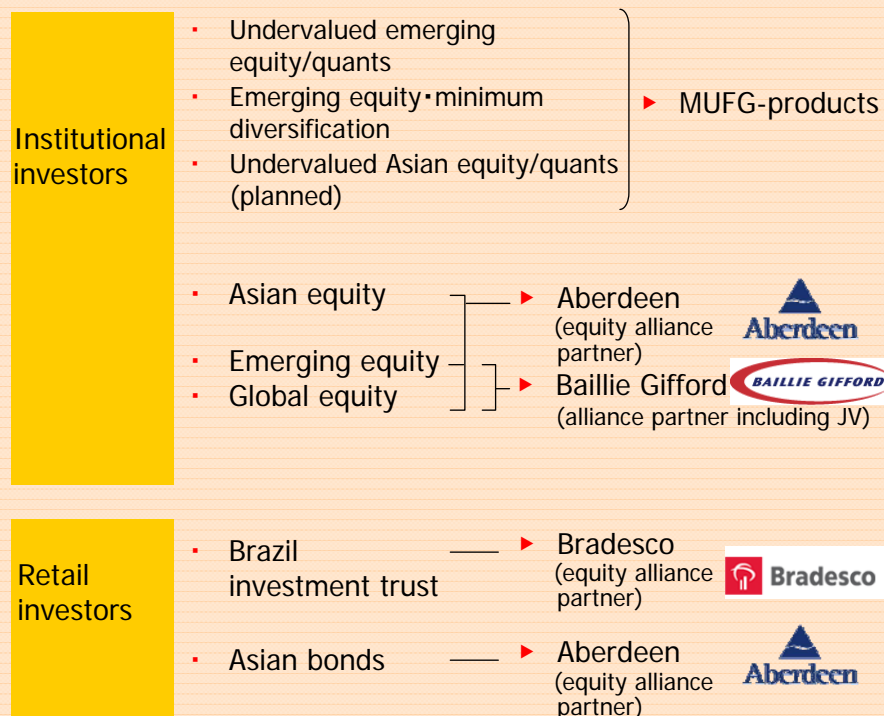 Institutional
investors
▪ Undervalued emerging
equity/quants
▪ Emerging equity・minimum
diversification
▪ Undervalued Asian equity/quants
(planned)
MUFG-products
▪ Asian equity
▪ Emerging equity
▪ Global equity
Aberdeen
(equity alliance
partner)
Aberdeen
Baillie Gifford
(alliance partner including JV)
BAILLIE GIFFORD
Retail
investors
▪ Brazil
investment trust
Bradesco
(equity alliance
partner)
Bradesco
▪ Asian bonds
Aberdeen
(equity alliance
partner)
Aberdeen